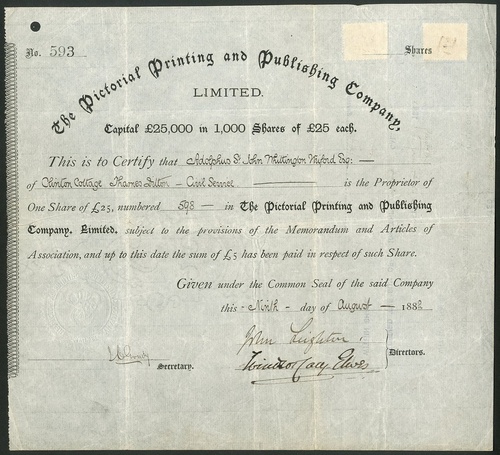 No. 593 Shares
The Pictorial Printing and Publishing Company,
LIMITED.
Capital £25,000 in 1,000 Shares of £25 each.
This is to Certify that Adolphus St. John Whittington Esq: —
of Clinton Cottage Thames Ditton – Civil Service — is the Proprietor of
One Share of £25, numbered 598 — in The Pictorial Printing and Publishing
Company, Limited. subject to the provisions of the Memorandum and Articles of
Association, and up to this date the sum of £5 has been paid in respect of such Share.
Given under the Common Seal of the said Company
this - Ninth - day of August — 1882
John Leighton.
Directors.
Secretary.